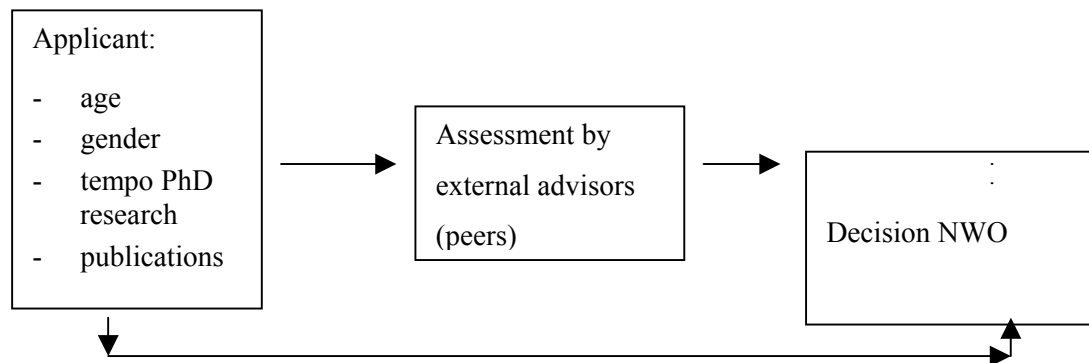 Applicant:
- age
- gender
- tempo PhD
research
- publications
Assessment by
external advisors
(peers)
:
Decision NWO